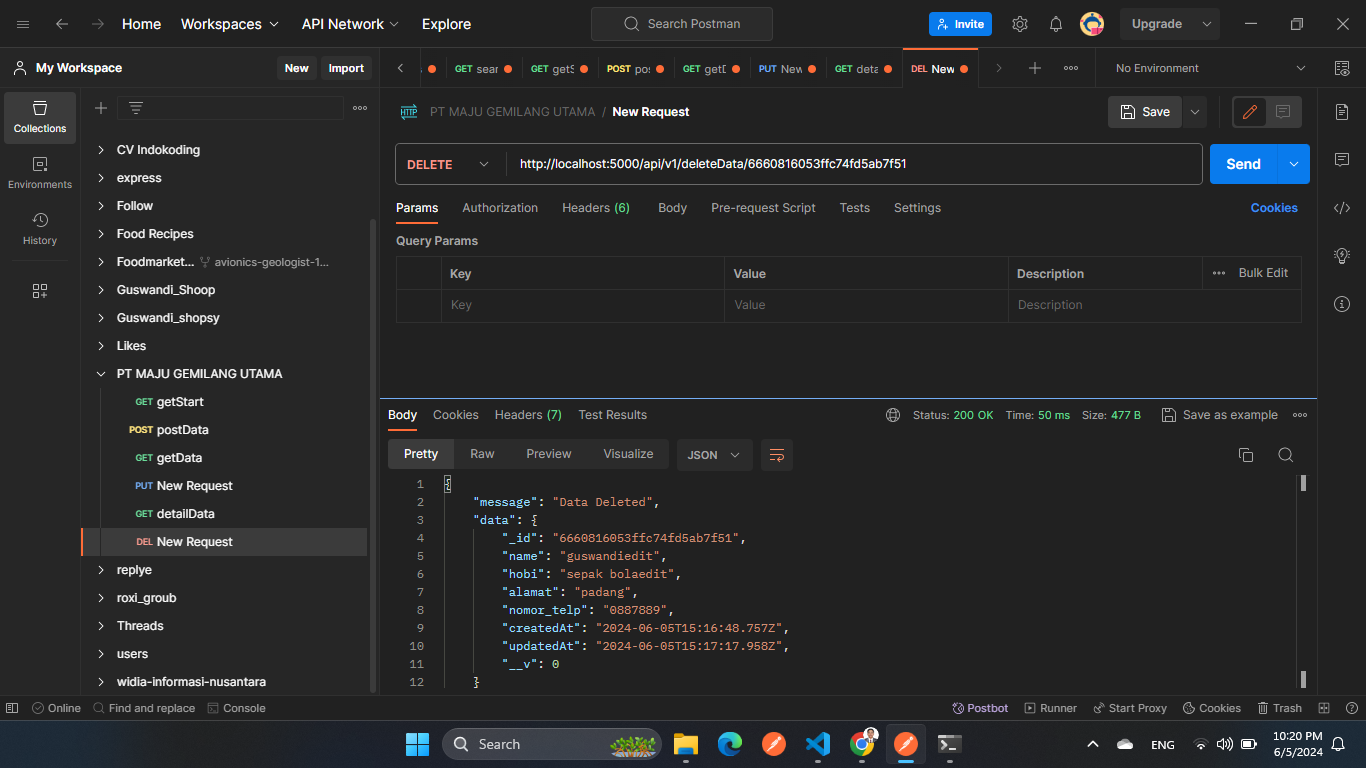 Home Workspaces API Network Explore Search Postman Invite Upgrade
My Workspace New Import
GET sear GET getS POST po: GET getD PUT New GET deta DEL New No Environment
Collections
Environments
History
CV Indokoding
express
Follow
Food Recipes
Foodmarket... avionics-geologist-1...
Guswandi_Shoop
Guswandi_shopsy
Likes
PT MAJU GEMILANG UTAMA
GET getStart
POST postData
GET getData
PUT New Request
GET detailData
DEL New Request
replye
roxi_groub
Threads
users
widia-informasi-nusantara
HTTP PT MAJU GEMILANG UTAMA / New Request Save
DELETE http://localhost:5000/api/v1/deleteData/6660816053ffc74fd5ab7f51 Send
Params Authorization Headers (6) Body Pre-request Script Tests Settings Cookies
Query Params
Key Value Description Bulk Edit
Key Value Description
Body Cookies Headers (7) Test Results Status: 200 OK Time: 50 ms Size: 477 B Save as example
Pretty Raw Preview Visualize JSON
1 {
2 "message": "Data Deleted",
3 "data": {
4 "_id": "6660816053ffc74fd5ab7f51",
5 "name": "guswandiedit",
6 "hobi": "sepak bolaedit",
7 "alamat": "padang",
8 "nomor_telp": "0887889",
9 "createdAt": "2024-06-05T15:16:48.757Z",
10 "updatedAt": "2024-06-05T15:17:17.958Z",
11 "__v": 0
12 }
Online Find and replace Console Postbot Runner Start Proxy Cookies Trash
Search ENG 10:20 PM
6/5/2024